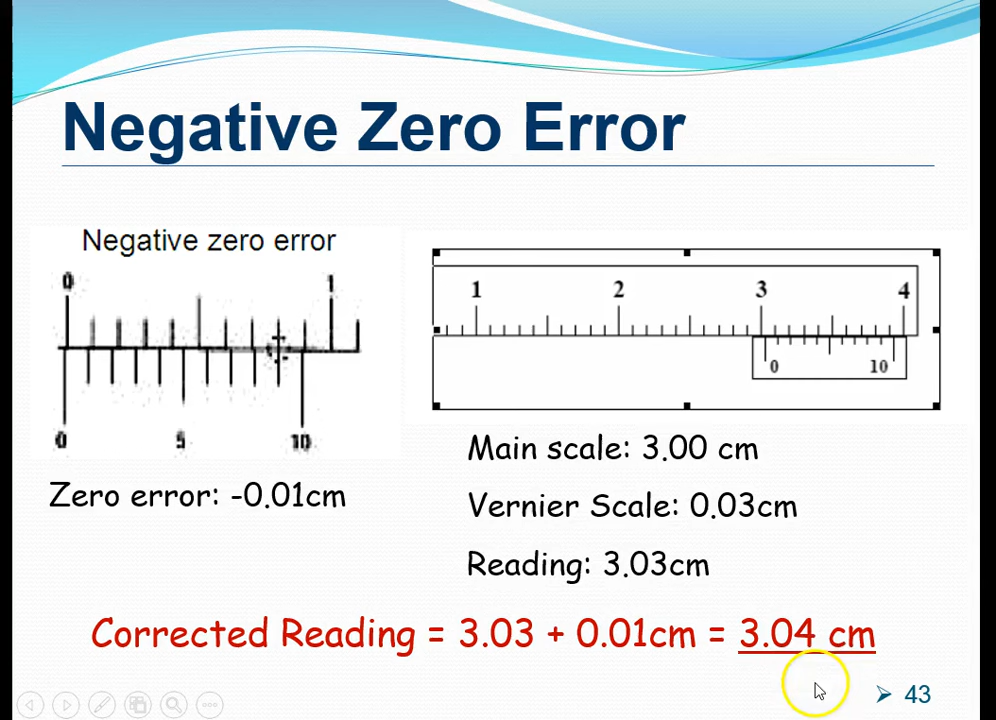 Negative Zero Error
Negative zero error
0 1
0 5 10
1 2 3 4
0 10
Zero error: -0.01cm
Main scale: 3.00 cm
Vernier Scale: 0.03cm
Reading: 3.03cm
Corrected Reading = 3.03 + 0.01cm = 3.04 cm
43